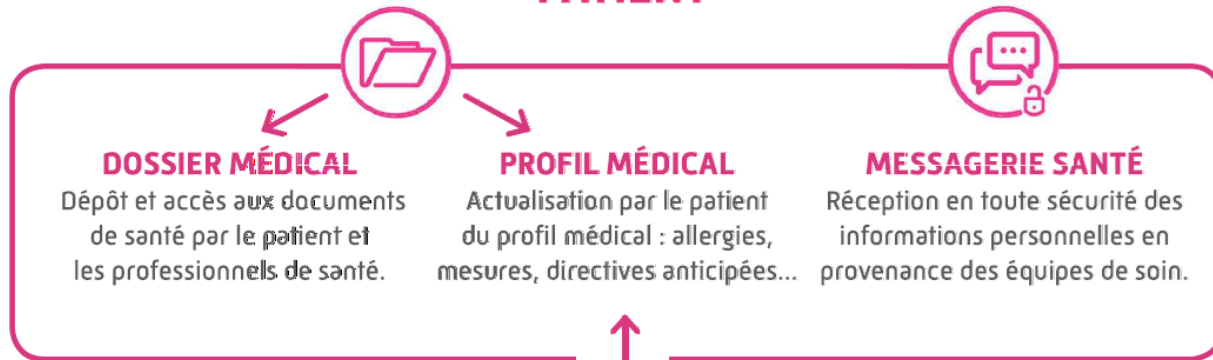 PATIENT
DOSSIER MÉDICAL
Dépôt et accès aux documents
de santé par le patient et
les professionnels de santé.
PROFIL MÉDICAL
Actualisation par le patient
du profil médical : allergies,
mesures, directives anticipées...
MESSAGERIE SANTÉ
Réception en toute sécurité des
informations personnelles en
provenance des équipes de soin.